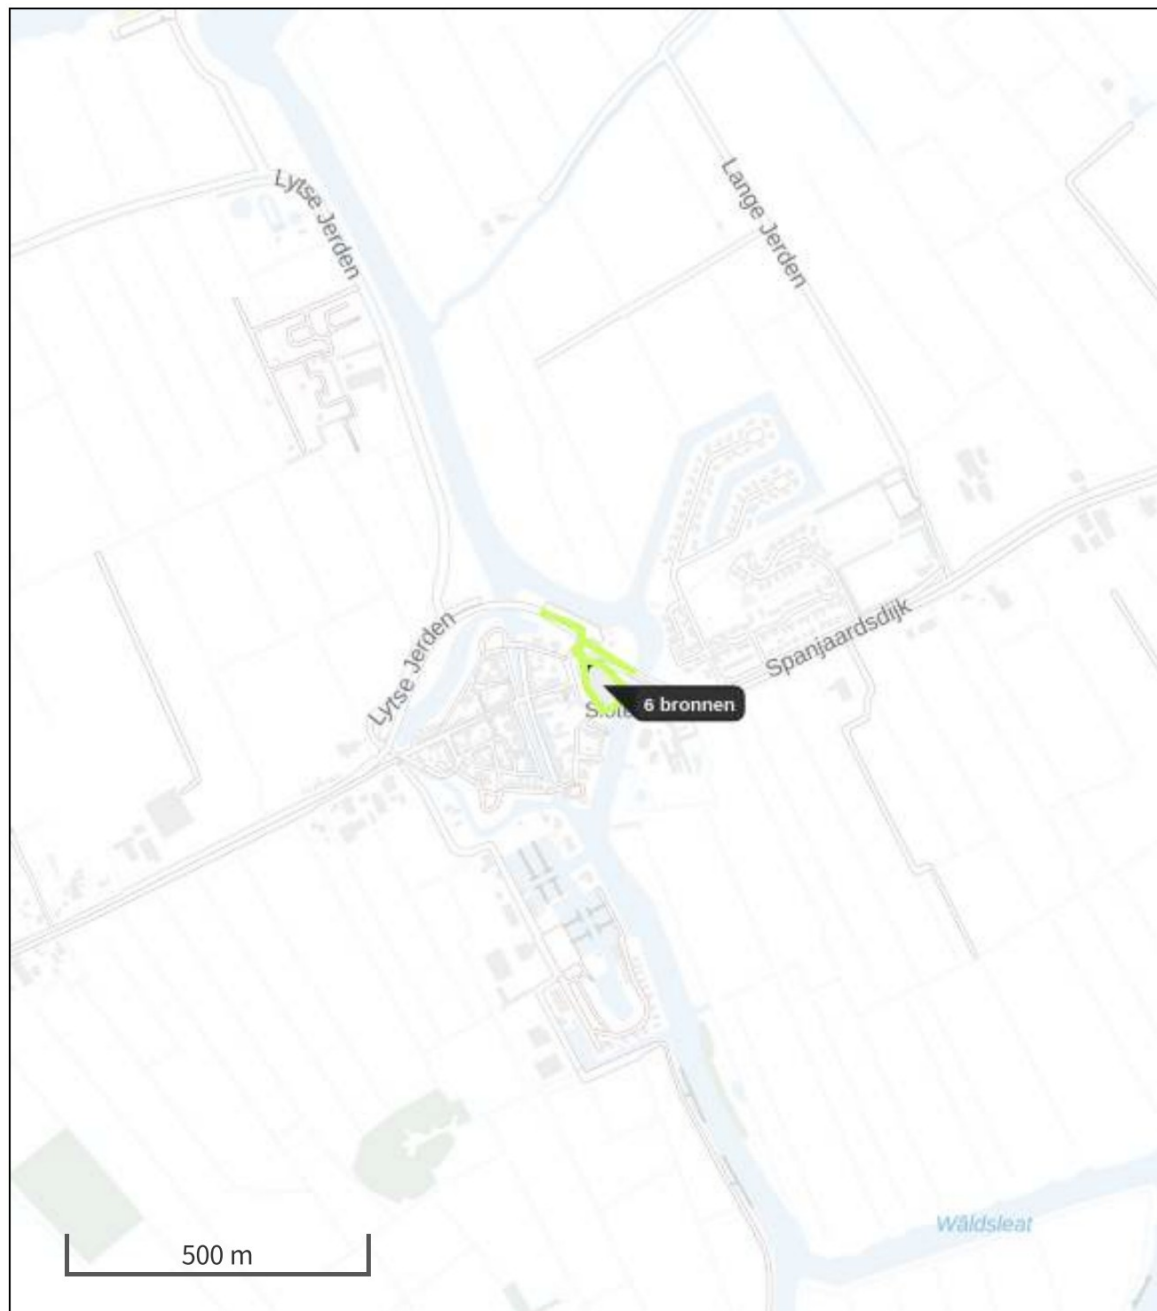 Lytse Jerden
Lange Jerden
Lytse Jerden
Spanjaardsdijk
6 bronnen
Wâldsleat
500 m